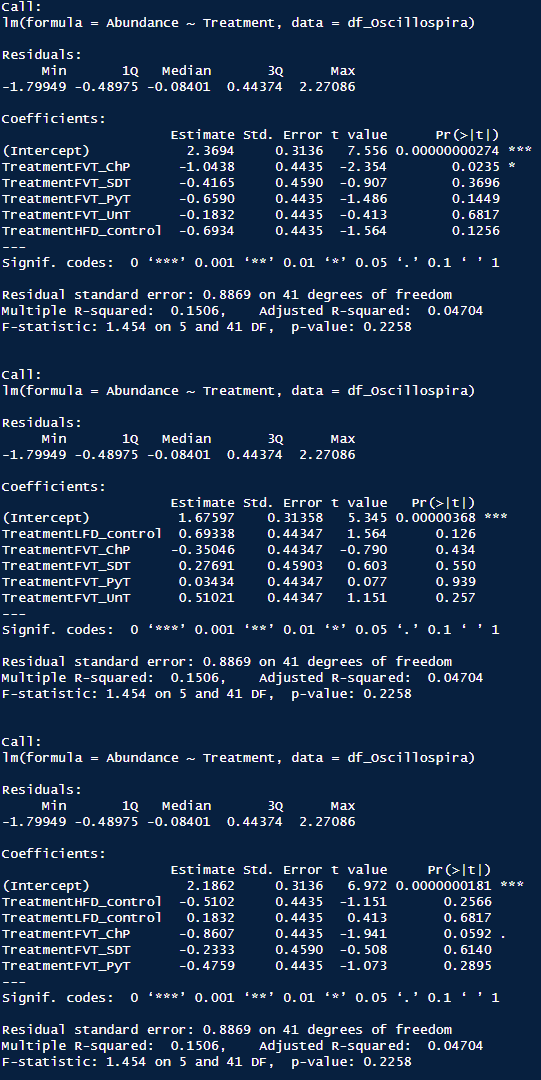 Call:
lm(formula = Abundance ~ Treatment, data = df_Oscillospira)

Residuals:
     Min       1Q   Median       3Q      Max
-1.79949 -0.48975 -0.08401  0.44374  2.27086

Coefficients:
                     Estimate Std. Error t value      Pr(>|t|)
(Intercept)            2.3694     0.3136   7.556 0.00000000274 ***
TreatmentFVT_ChP      -1.0438     0.4435  -2.354        0.0235 *
TreatmentFVT_SDT      -0.4165     0.4590  -0.907        0.3696
TreatmentFVT_PyT      -0.6590     0.4435  -1.486        0.1449
TreatmentFVT_UnT      -0.1832     0.4435  -0.413        0.6817
TreatmentHFD_control  -0.6934     0.4435  -1.564        0.1256
---
Signif. codes:  0 ‘***’ 0.001 ‘**’ 0.01 ‘*’ 0.05 ‘.’ 0.1 ‘ ’ 1

Residual standard error: 0.8869 on 41 degrees of freedom
Multiple R-squared:  0.1506,    Adjusted R-squared:  0.04704
F-statistic: 1.454 on 5 and 41 DF,  p-value: 0.2258

Call:
lm(formula = Abundance ~ Treatment, data = df_Oscillospira)

Residuals:
     Min       1Q   Median       3Q      Max
-1.79949 -0.48975 -0.08401  0.44374  2.27086

Coefficients:
                     Estimate Std. Error t value   Pr(>|t|)
(Intercept)           1.67597    0.31358   5.345 0.00000368 ***
TreatmentLFD_control  0.69338    0.44347   1.564      0.126
TreatmentFVT_ChP     -0.35046    0.44347  -0.790      0.434
TreatmentFVT_SDT      0.27691    0.45903   0.603      0.550
TreatmentFVT_PyT      0.03434    0.44347   0.077      0.939
TreatmentFVT_UnT      0.51021    0.44347   1.151      0.257
---
Signif. codes:  0 ‘***’ 0.001 ‘**’ 0.01 ‘*’ 0.05 ‘.’ 0.1 ‘ ’ 1

Residual standard error: 0.8869 on 41 degrees of freedom
Multiple R-squared:  0.1506,    Adjusted R-squared:  0.04704
F-statistic: 1.454 on 5 and 41 DF,  p-value: 0.2258

Call:
lm(formula = Abundance ~ Treatment, data = df_Oscillospira)

Residuals:
     Min       1Q   Median       3Q      Max
-1.79949 -0.48975 -0.08401  0.44374  2.27086

Coefficients:
                     Estimate Std. Error t value     Pr(>|t|)
(Intercept)            2.1862     0.3136   6.972 0.0000000181 ***
TreatmentHFD_control  -0.5102     0.4435  -1.151       0.2566
TreatmentLFD_control   0.1832     0.4435   0.413       0.6817
TreatmentFVT_ChP      -0.8607     0.4435  -1.941       0.0592 .
TreatmentFVT_SDT      -0.2333     0.4590  -0.508       0.6140
TreatmentFVT_PyT      -0.4759     0.4435  -1.073       0.2895
---
Signif. codes:  0 ‘***’ 0.001 ‘**’ 0.01 ‘*’ 0.05 ‘.’ 0.1 ‘ ’ 1

Residual standard error: 0.8869 on 41 degrees of freedom
Multiple R-squared:  0.1506,    Adjusted R-squared:  0.04704
F-statistic: 1.454 on 5 and 41 DF,  p-value: 0.2258